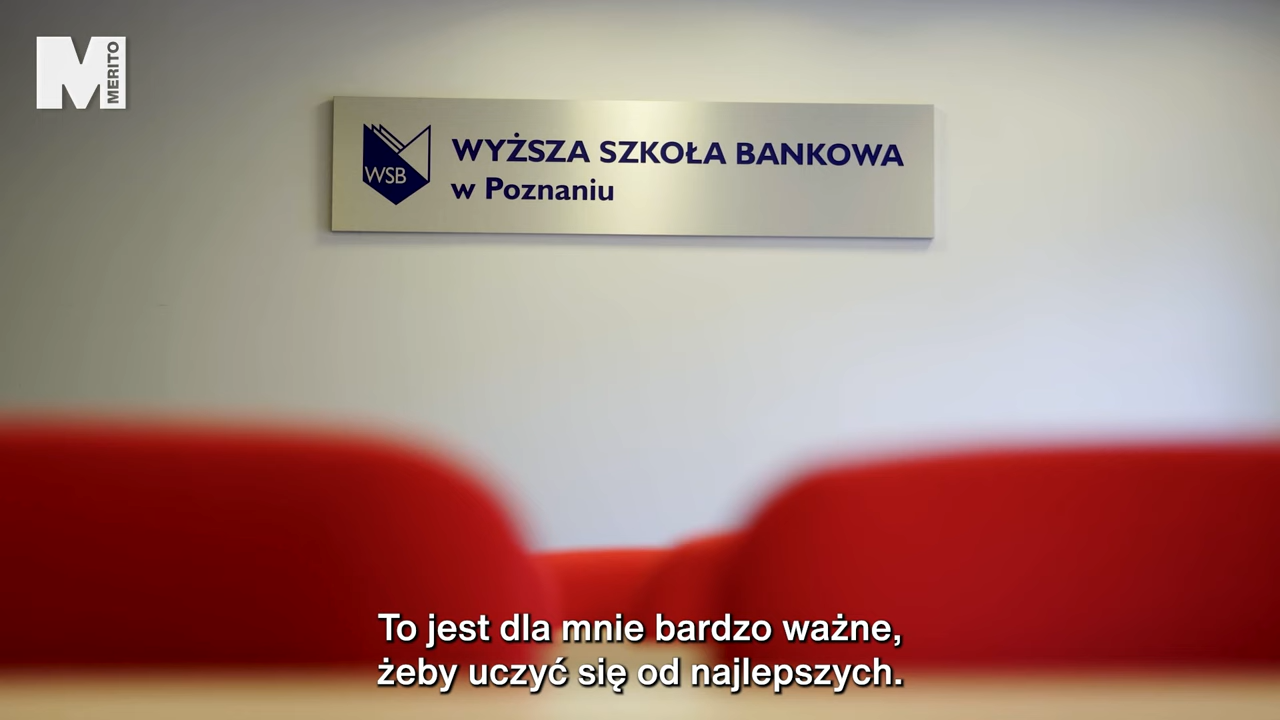 M MERITO
WSB
WYŻSZA SZKOŁA BANKOWA
w Poznaniu
To jest dla mnie bardzo ważne,
żeby uczyć się od najlepszych.